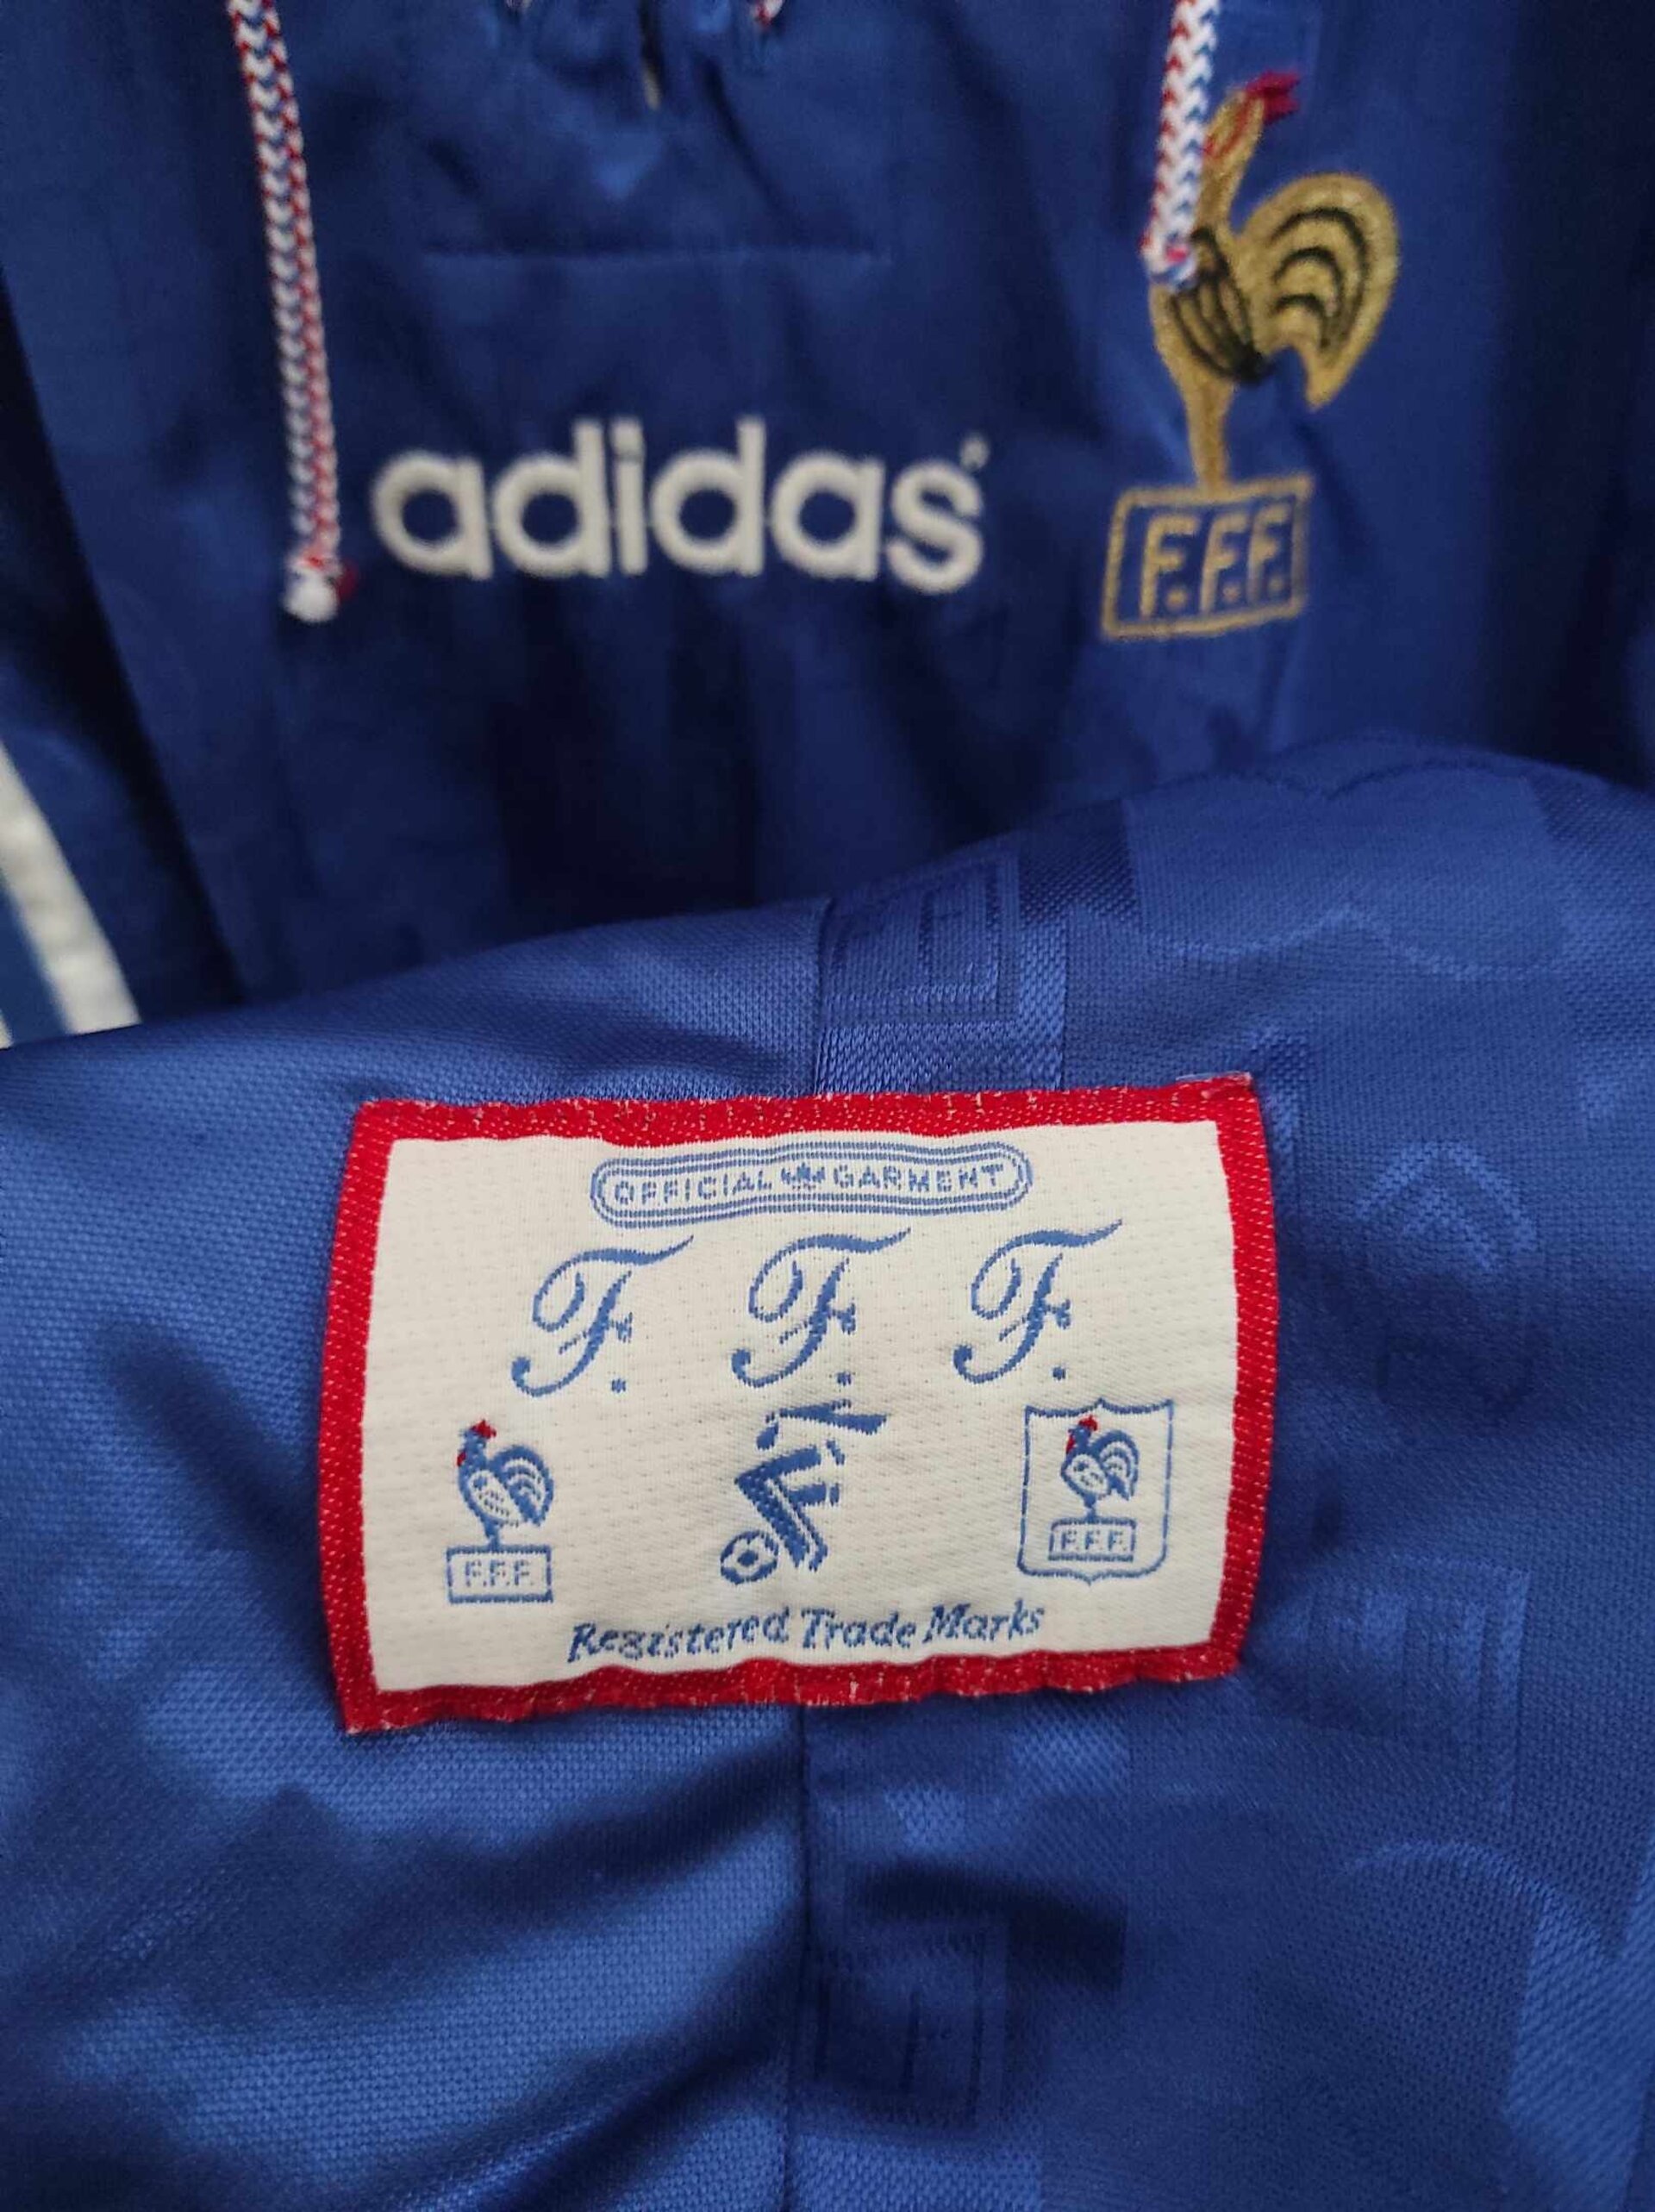 adidas
F.F.F.
OFFICIAL GARMENT
F. F. F.
F.F.F.
F.F.F.
Registered Trade Marks